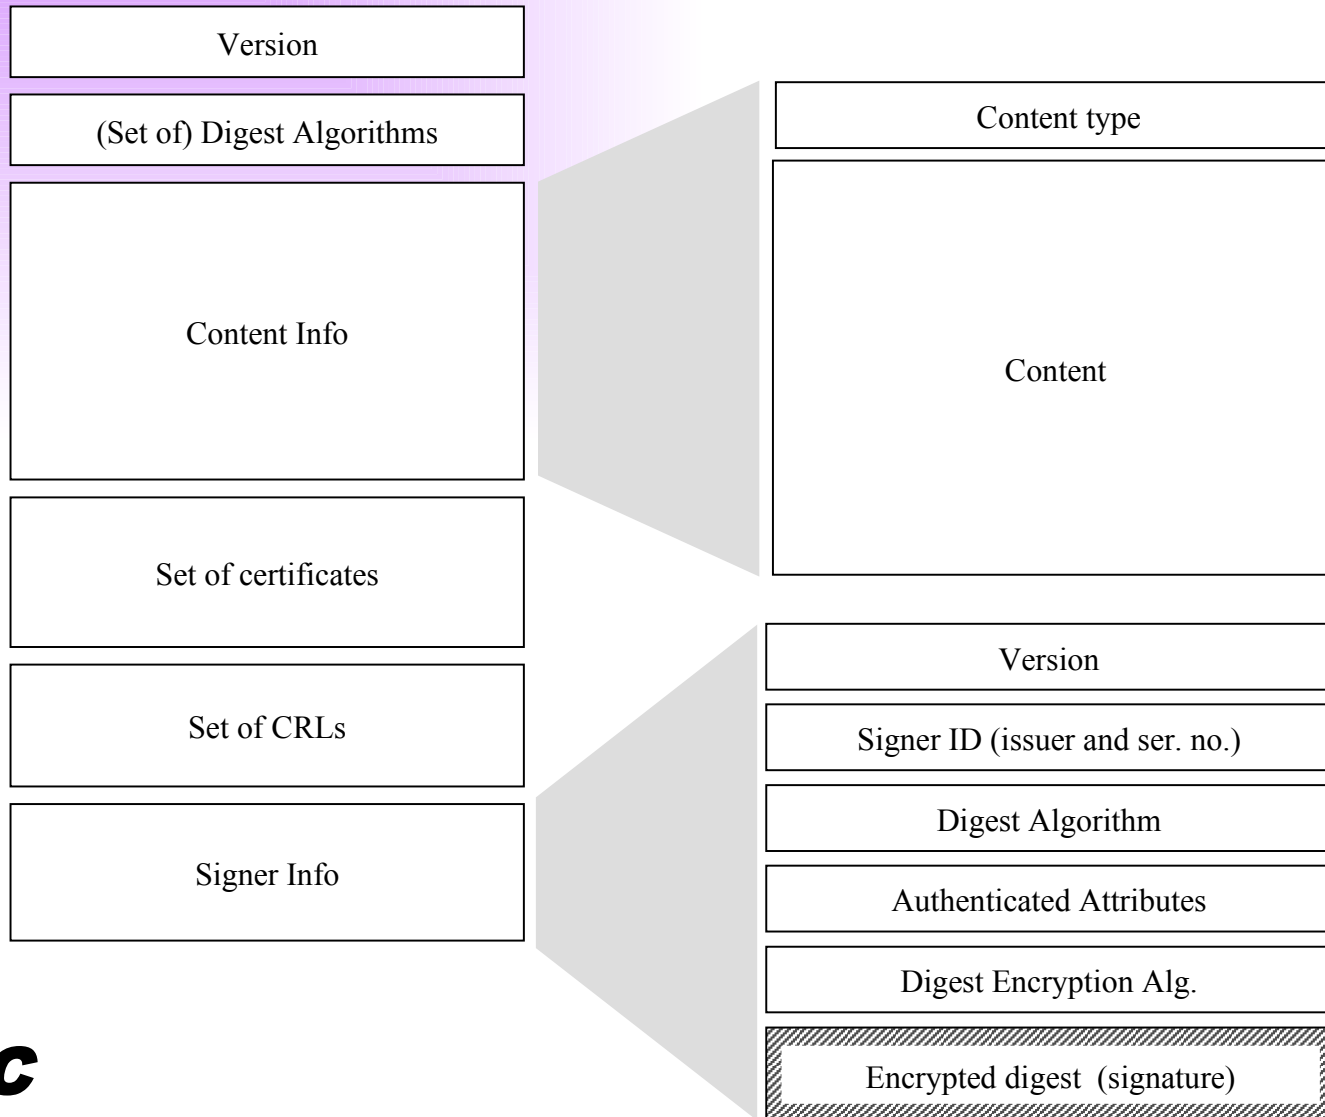 Version
(Set of) Digest Algorithms
Content Info
Set of certificates
Set of CRLs
Signer Info
Content type
Content
Version
Signer ID (issuer and ser. no.)
Digest Algorithm
Authenticated Attributes
Digest Encryption Alg.
Encrypted digest (signature)
c